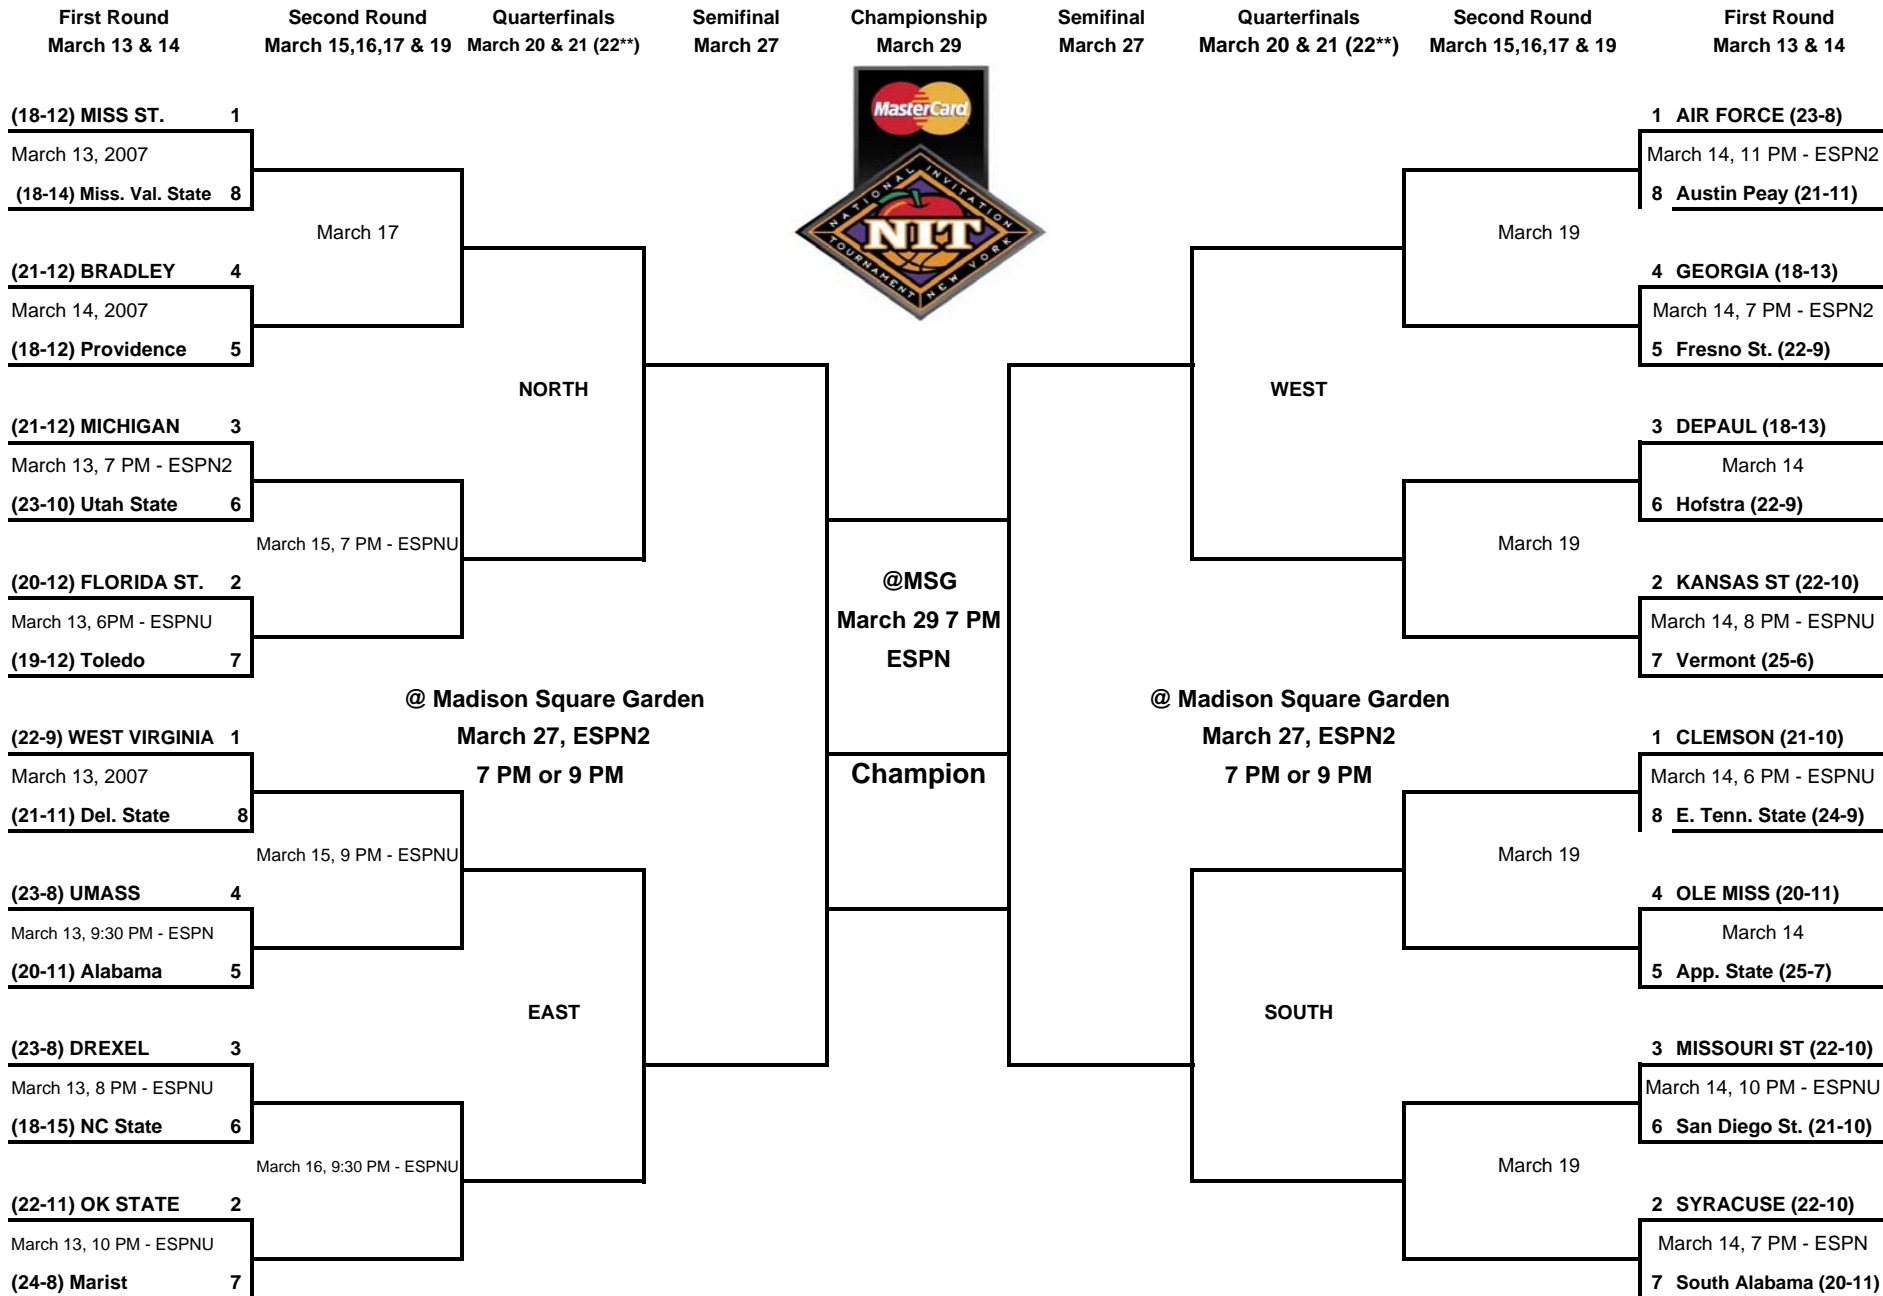 First Round
March 13 & 14
Second Round
March 15,16,17 & 19
Quarterfinals
March 20 & 21 (22**)
Semifinal
March 27
Championship
March 29
Semifinal
March 27
Quarterfinals
March 20 & 21 (22**)
Second Round
March 15,16,17 & 19
First Round
March 13 & 14
(18-12) MISS ST. 1
March 13, 2007
(18-14) Miss. Val. State 8
March 17
(21-12) BRADLEY 4
March 14, 2007
(18-12) Providence 5
NORTH
(21-12) MICHIGAN 3
March 13, 7 PM - ESPN2
(23-10) Utah State 6
March 15, 7 PM - ESPNU
(20-12) FLORIDA ST. 2
March 13, 6PM - ESPNU
(19-12) Toledo 7
@ Madison Square Garden
March 27, ESPN2
7 PM or 9 PM
(22-9) WEST VIRGINIA 1
March 13, 2007
(21-11) Del. State 8
March 15, 9 PM - ESPNU
(23-8) UMASS 4
March 13, 9:30 PM - ESPN
(20-11) Alabama 5
EAST
(23-8) DREXEL 3
March 13, 8 PM - ESPNU
(18-15) NC State 6
March 16, 9:30 PM - ESPNU
(22-11) OK STATE 2
March 13, 10 PM - ESPNU
(24-8) Marist 7
MasterCard
NATIONAL INVITATION
NIT
TOURNAMENT NEW YORK
@MSG
March 29 7 PM
ESPN
Champion
1 AIR FORCE (23-8)
March 14, 11 PM - ESPN2
8 Austin Peay (21-11)
March 19
4 GEORGIA (18-13)
March 14, 7 PM - ESPN2
5 Fresno St. (22-9)
WEST
3 DEPAUL (18-13)
March 14
6 Hofstra (22-9)
March 19
2 KANSAS ST (22-10)
March 14, 8 PM - ESPNU
7 Vermont (25-6)
@ Madison Square Garden
March 27, ESPN2
7 PM or 9 PM
1 CLEMSON (21-10)
March 14, 6 PM - ESPNU
8 E. Tenn. State (24-9)
March 19
4 OLE MISS (20-11)
March 14
5 App. State (25-7)
SOUTH
3 MISSOURI ST (22-10)
March 14, 10 PM - ESPNU
6 San Diego St. (21-10)
March 19
2 SYRACUSE (22-10)
March 14, 7 PM - ESPN
7 South Alabama (20-11)